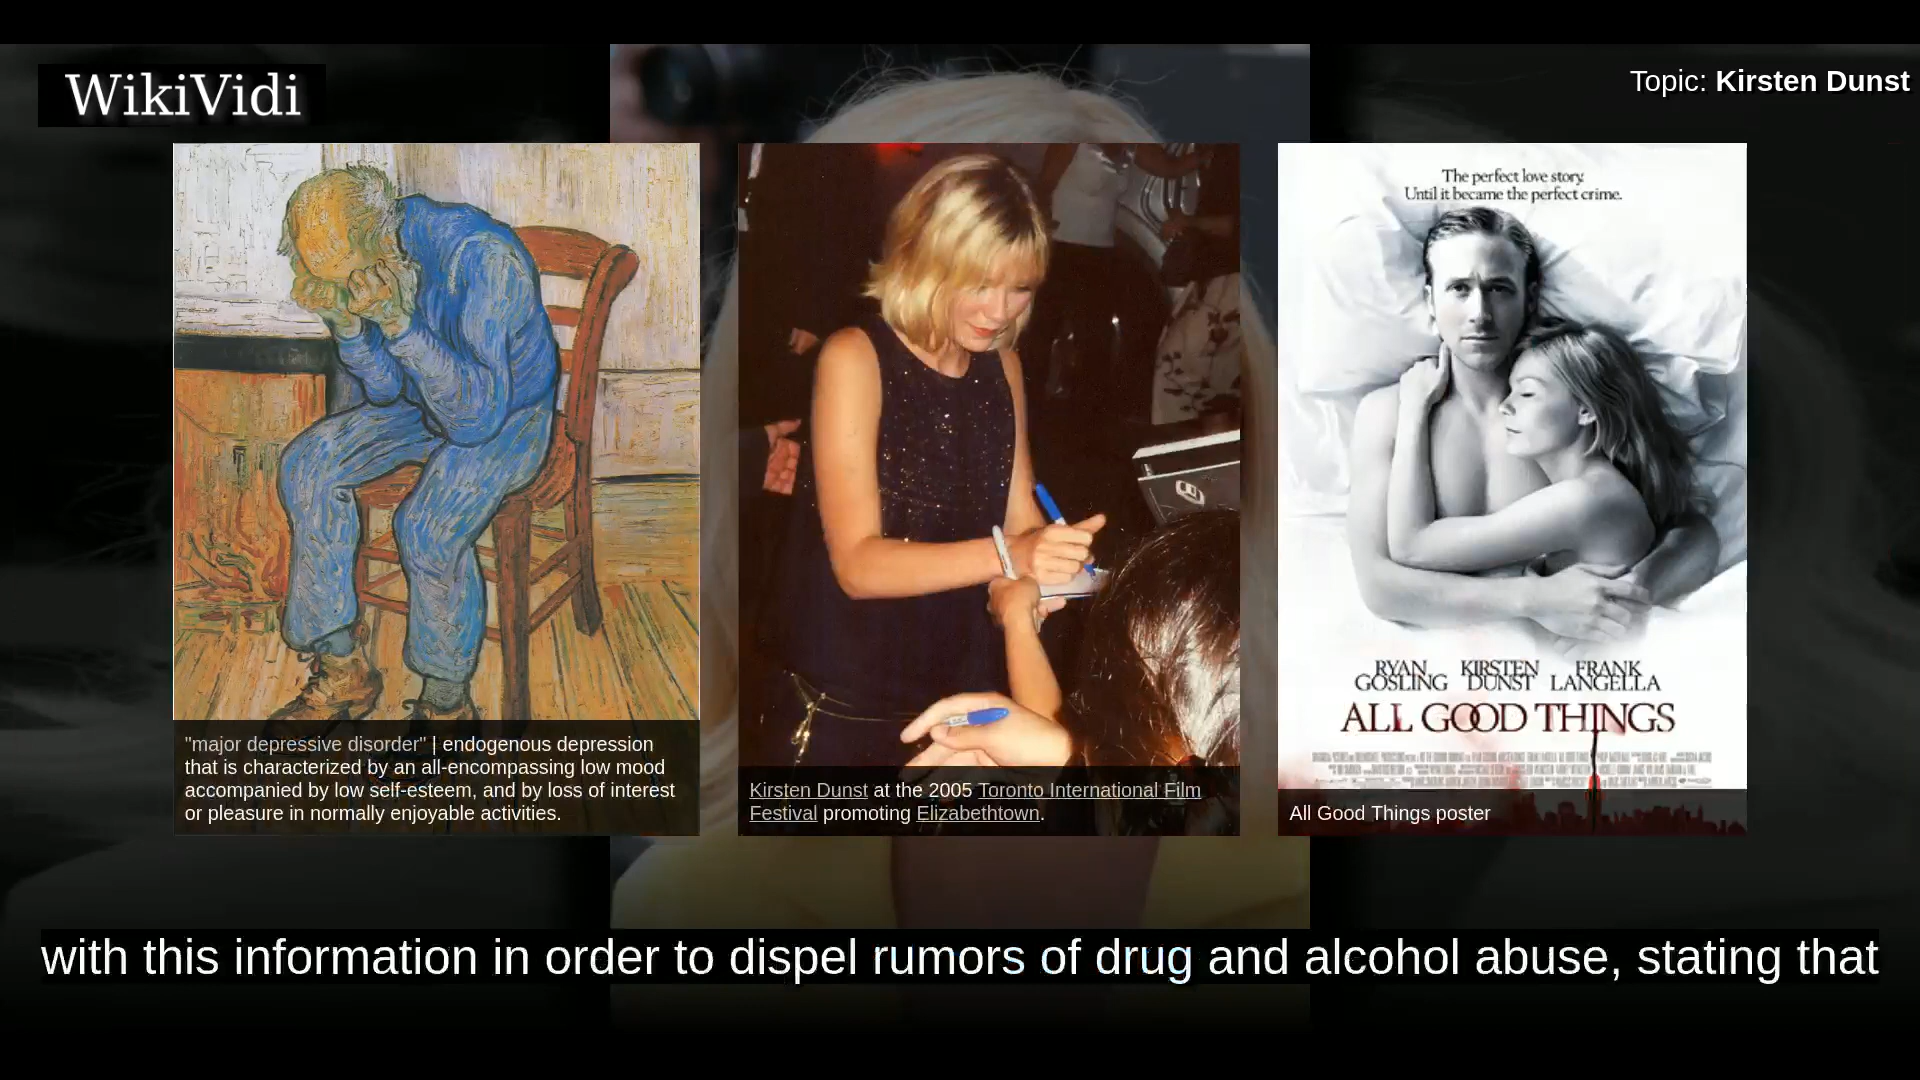 WikiVidi
Topic: Kirsten Dunst
"major depressive disorder" | endogenous depression
that is characterized by an all-encompassing low mood
accompanied by low self-esteem, and by loss of interest
or pleasure in normally enjoyable activities.
Kirsten Dunst at the 2005 Toronto International Film
Festival promoting Elizabethtown.
The perfect love story.
Until it became the perfect crime.
RYAN GOSLING KIRSTEN DUNST FRANK LANGELLA
ALL GOOD THINGS
All Good Things poster
with this information in order to dispel rumors of drug and alcohol abuse, stating that